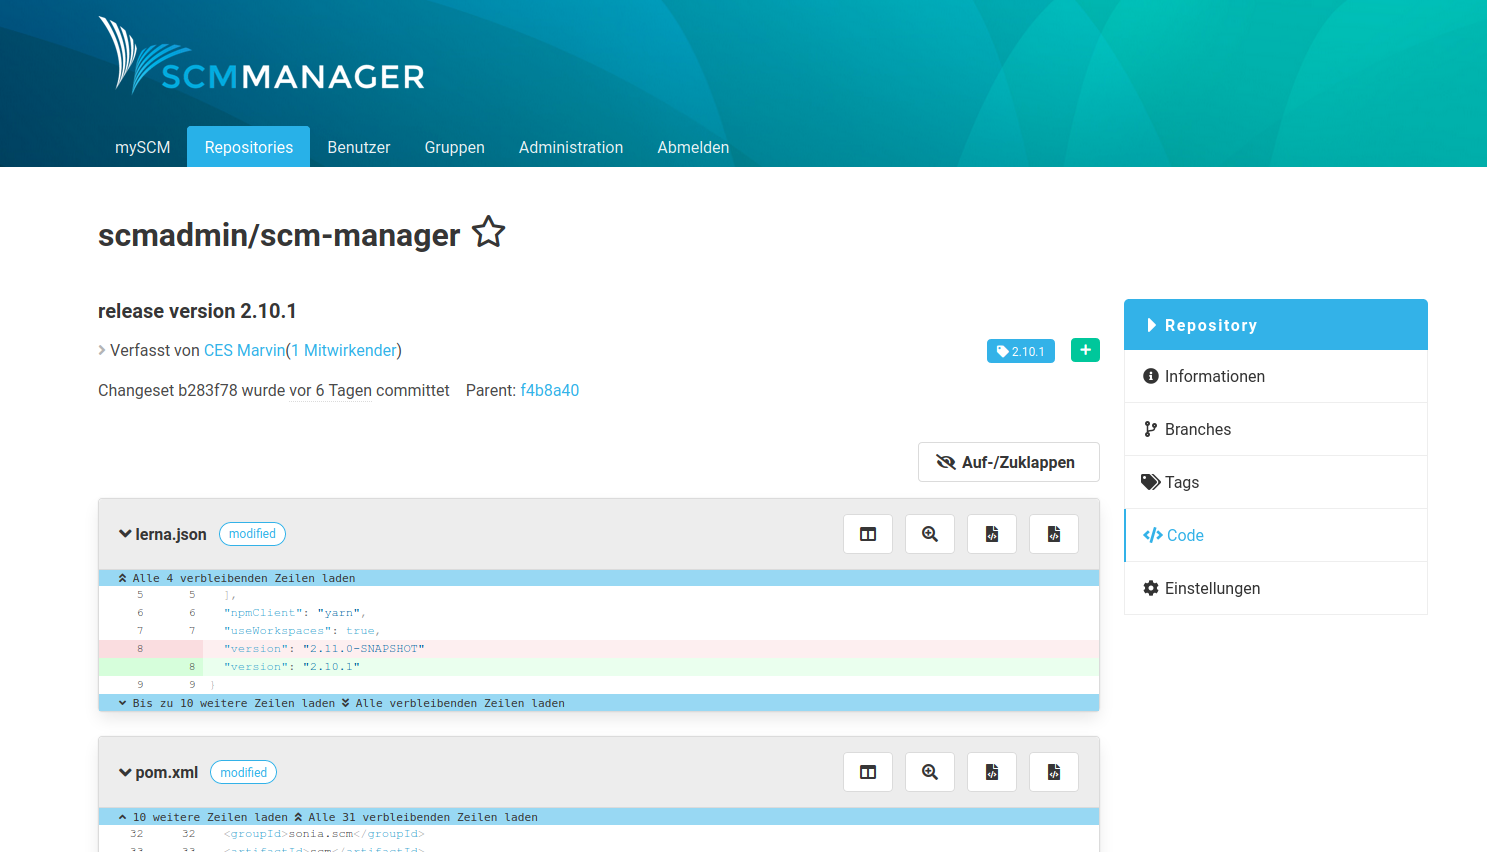 SCMMANAGER
mySCM Repositories Benutzer Gruppen Administration Abmelden
scmadmin/scm-manager
release version 2.10.1
Verfasst von CES Marvin(1 Mitwirkender)
2.10.1
Changeset b283f78 wurde vor 6 Tagen committet Parent: f4b8a40
Auf-/Zuklappen
lerna.json modified
Alle 4 verbleibenden Zeilen laden
5 5 ],
6 6 "npmClient": "yarn",
7 7 "useWorkspaces": true,
8 "version": "2.11.0-SNAPSHOT"
8 "version": "2.10.1"
9 9 }
Bis zu 10 weitere Zeilen laden Alle verbleibenden Zeilen laden
pom.xml modified
10 weitere Zeilen laden Alle 31 verbleibenden Zeilen laden
32 32 <groupId>sonia.scm</groupId>
33 33 <artifactId>scm</artifactId>
Repository
Informationen
Branches
Tags
Code
Einstellungen